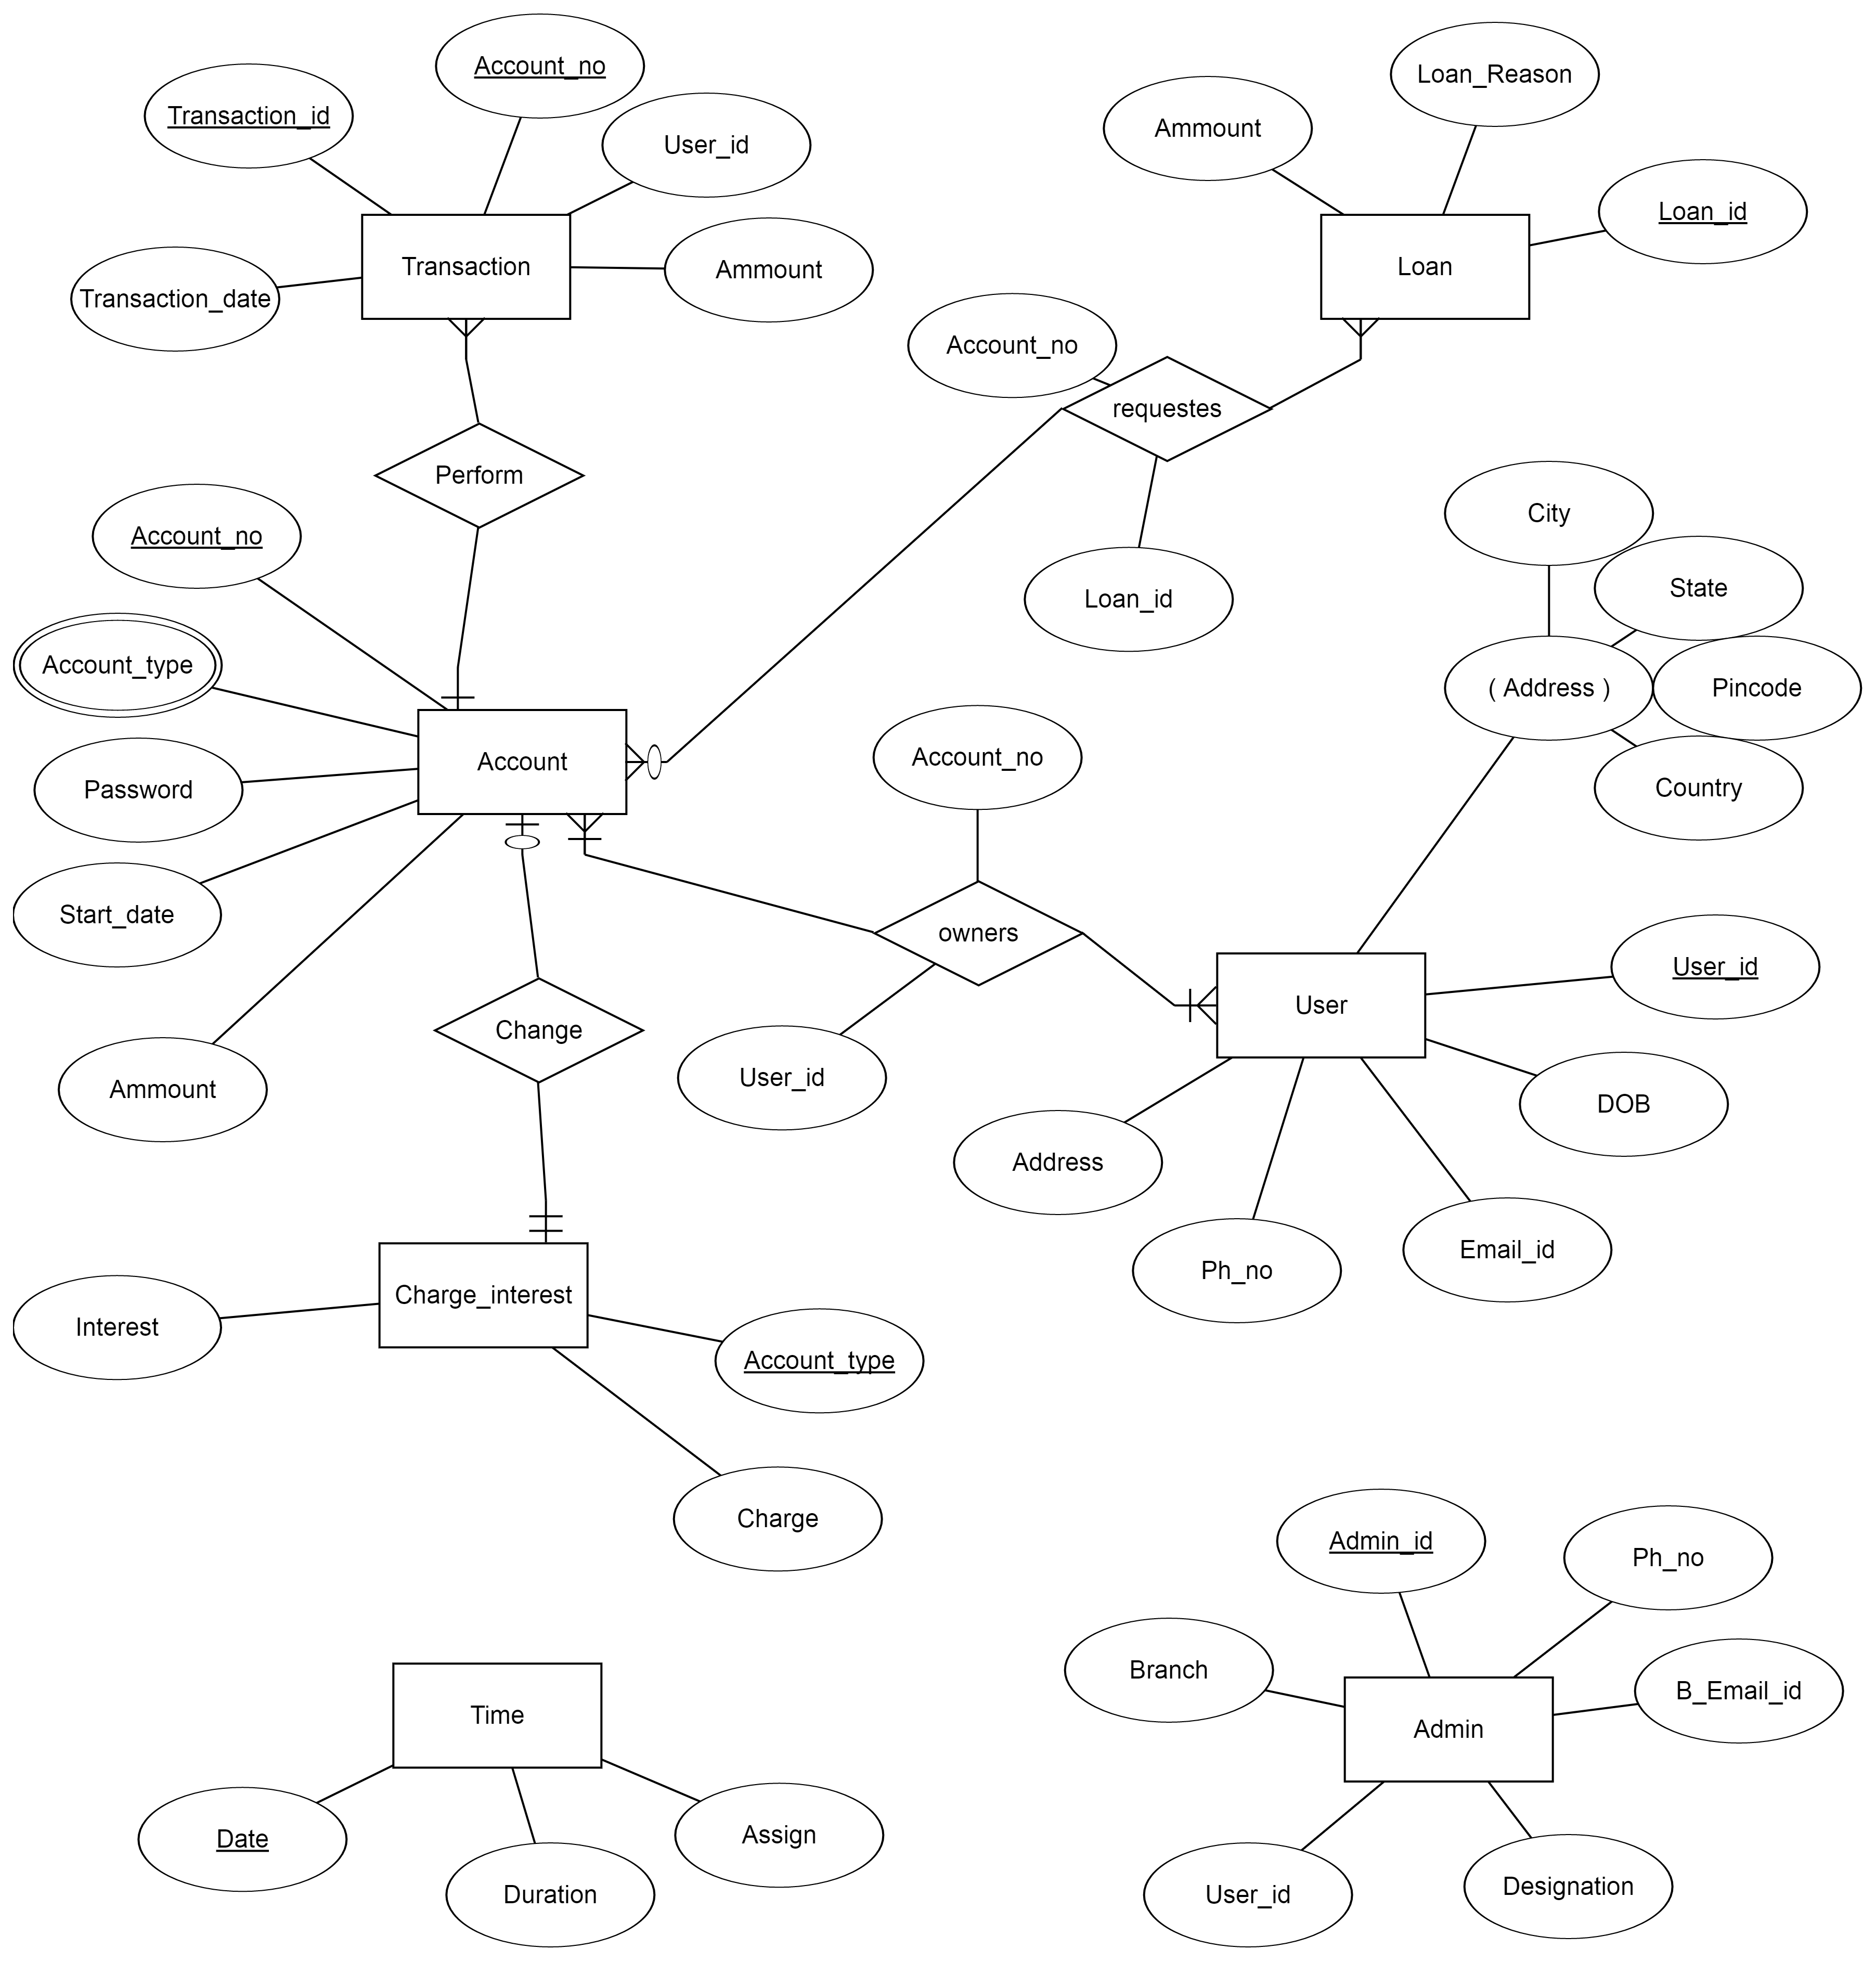 Account_no
Loan_Reason
Transaction_id
Ammount
User_id
Loan_id
Transaction
Ammount
Loan
Transaction_date
Account_no
requestes
Perform
City
Account_no
State
Loan_id
Account_type
( Address )
Pincode
Account
Account_no
Password
Country
Start_date
owners
User_id
User
Change
User_id
Ammount
DOB
Address
Ph_no
Email_id
Charge_interest
Interest
Account_type
Charge
Admin_id
Ph_no
Branch
B_Email_id
Time
Admin
Date
Assign
Duration
User_id
Designation